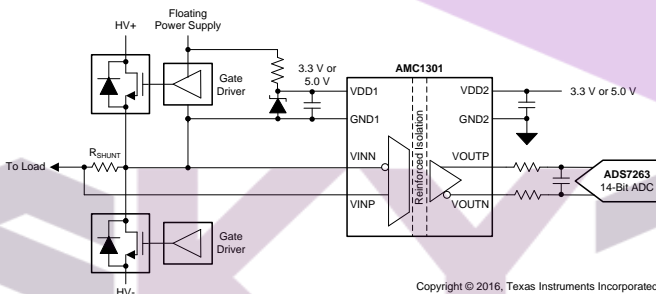 Floating
Power Supply
HV+
Gate
Driver
3.3 V or
5.0 V
AMC1301
VDD1
VDD2
3.3 V or 5.0 V
GND1
GND2
Reinforced Isolation
To Load
RSHUNT
VINN
VOUTP
ADS7263
14-Bit ADC
VINP
VOUTN
Gate
Driver
HV-
Copyright © 2016, Texas Instruments Incorporated